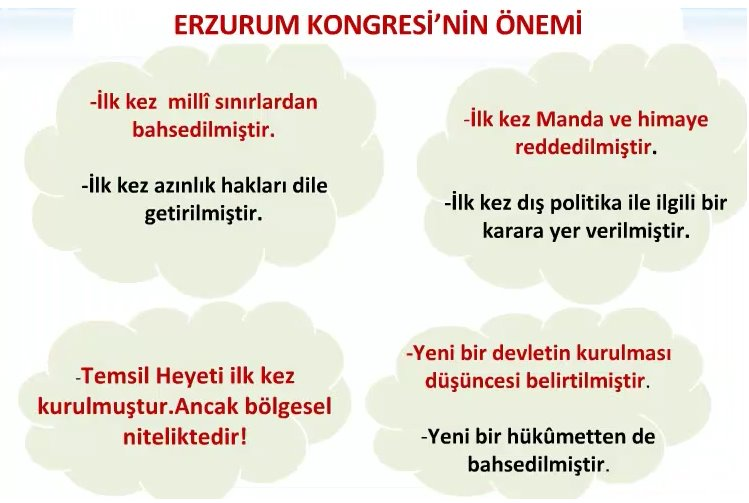 ERZURUM KONGRESİ’NİN ÖNEMİ
-İlk kez  millî sınırlardan
bahsedilmiştir.
-İlk kez azınlık hakları dile
getirilmiştir.
-İlk kez Manda ve himaye
reddedilmiştir.
-İlk kez dış politika ile ilgili bir
karara yer verilmiştir.
-Temsil Heyeti ilk kez
kurulmuştur.Ancak bölgesel
niteliktedir!
-Yeni bir devletin kurulması
düşüncesi belirtilmiştir.
-Yeni bir hükûmetten de
bahsedilmiştir.